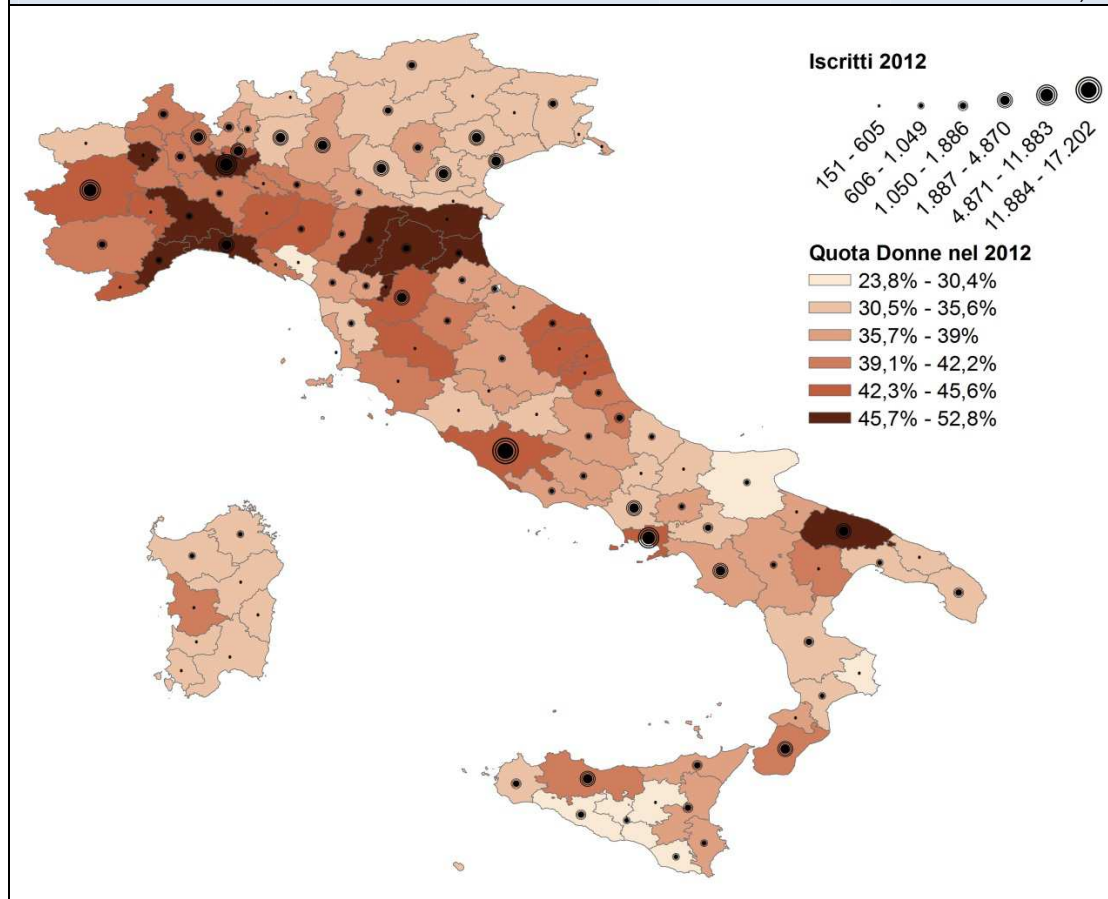 Iscritti 2012
151 - 605
606 - 1.049
1.050 - 1.886
1.887 - 4.870
4.871 - 11.883
11.884 - 17.202
Quota Donne nel 2012
23,8% - 30,4%
30,5% - 35,6%
35,7% - 39%
39,1% - 42,2%
42,3% - 45,6%
45,7% - 52,8%